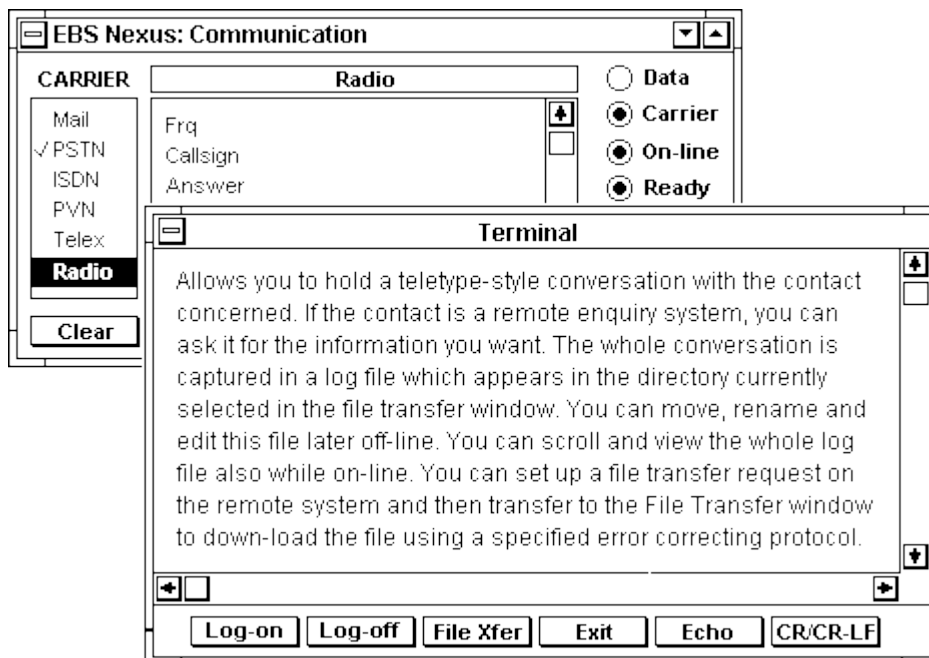 EBS Nexus: Communication
CARRIER
Radio
Mail
✓ PSTN
ISDN
PVN
Telex
Radio
Frq
Callsign
Answer
Data
Carrier
On-line
Ready
Clear
Terminal
Allows you to hold a teletype-style conversation with the contact
concerned. If the contact is a remote enquiry system, you can
ask it for the information you want. The whole conversation is
captured in a log file which appears in the directory currently
selected in the file transfer window. You can move, rename and
edit this file later off-line. You can scroll and view the whole log
file also while on-line. You can set up a file transfer request on
the remote system and then transfer to the File Transfer window
to down-load the file using a specified error correcting protocol.
Log-on Log-off File Xfer Exit Echo CR/CR-LF